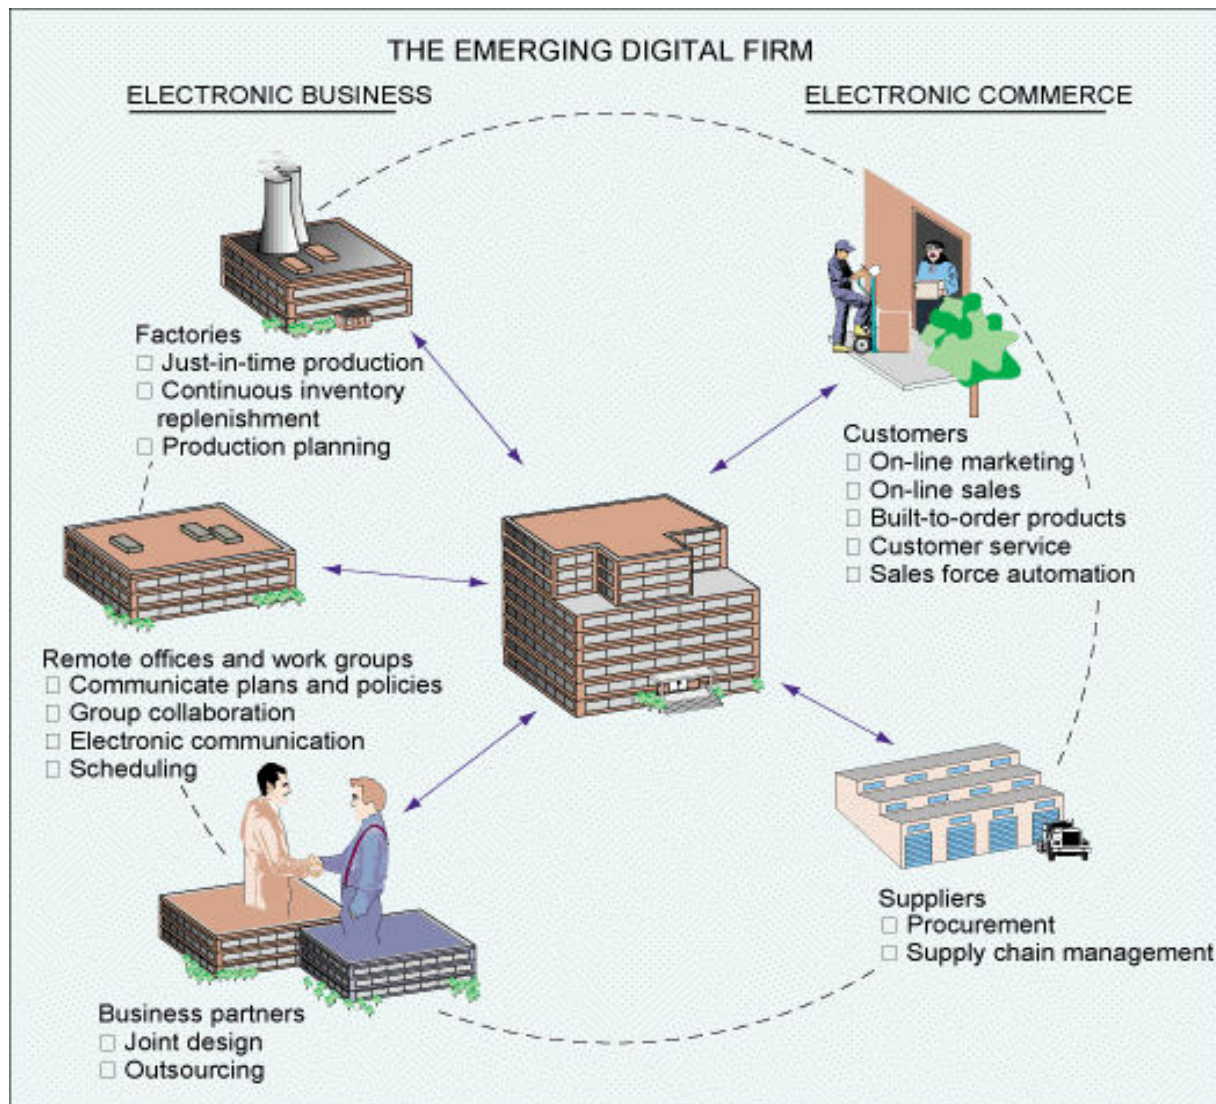 THE EMERGING DIGITAL FIRM
ELECTRONIC BUSINESS
ELECTRONIC COMMERCE
Factories
□ Just-in-time production
□ Continuous inventory
replenishment
□ Production planning
Customers
□ On-line marketing
□ On-line sales
□ Built-to-order products
□ Customer service
□ Sales force automation
Remote offices and work groups
□ Communicate plans and policies
□ Group collaboration
□ Electronic communication
□ Scheduling
Suppliers
□ Procurement
□ Supply chain management
Business partners
□ Joint design
□ Outsourcing